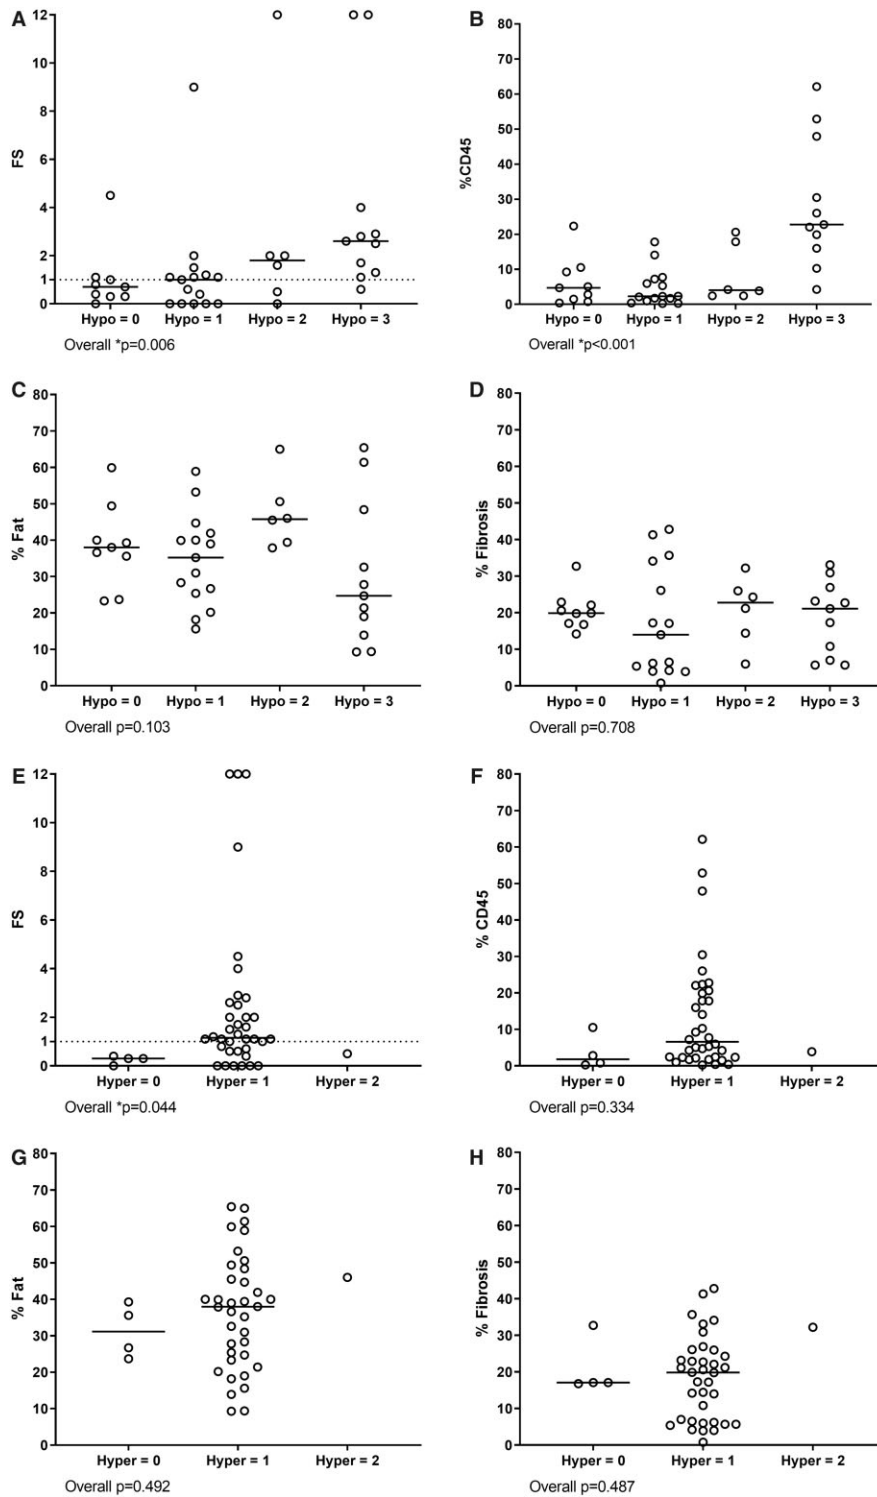 A
12
10
8
6
4
2
1
0
FS
Hypo = 0 Hypo = 1 Hypo = 2 Hypo = 3
Overall *p=0.006
B
80
70
60
50
40
30
20
10
0
%CD45
Hypo = 0 Hypo = 1 Hypo = 2 Hypo = 3
Overall *p<0.001
C
80
70
60
50
40
30
20
10
0
% Fat
Hypo = 0 Hypo = 1 Hypo = 2 Hypo = 3
Overall p=0.103
D
80
70
60
50
40
30
20
10
0
% Fibrosis
Hypo = 0 Hypo = 1 Hypo = 2 Hypo = 3
Overall p=0.708
E
12
10
8
6
4
2
1
0
FS
Hyper = 0 Hyper = 1 Hyper = 2
Overall *p=0.044
F
80
70
60
50
40
30
20
10
0
% CD45
Hyper = 0 Hyper = 1 Hyper = 2
Overall p=0.334
G
80
70
60
50
40
30
20
10
0
% Fat
Hyper = 0 Hyper = 1 Hyper = 2
Overall p=0.492
H
80
70
60
50
40
30
20
10
0
% Fibrosis
Hyper = 0 Hyper = 1 Hyper = 2
Overall p=0.487